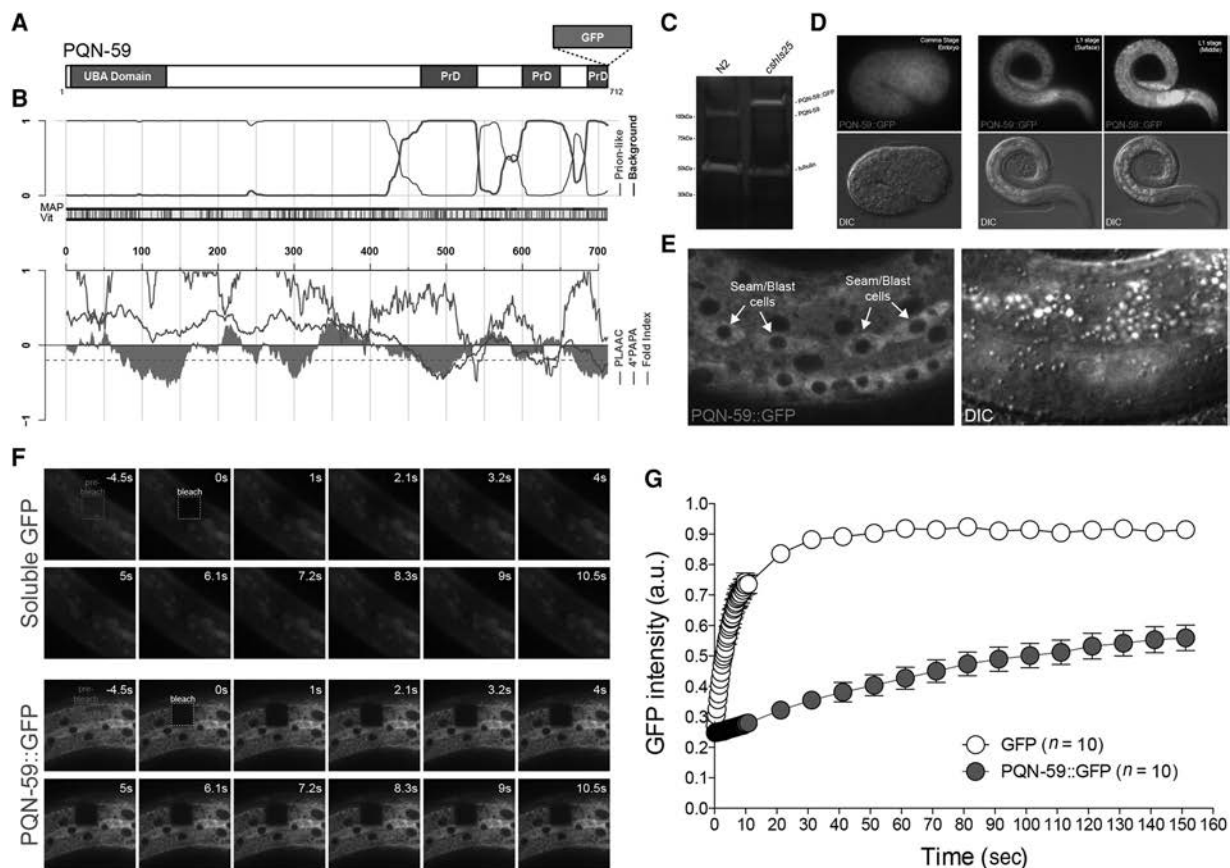 A
PQN-59
GFP
UBA Domain
PrD
PrD
PrD
1
712
B
1
0
Prion-like
Background
MAP
Vit
0 100 200 300 400 500 600 700
1
0
1
PLAAC
4*PAPA
Fold Index
C
N2
cshIs25
PQN-59::GFP
PQN-59
tubulin
100kDa
75kDa
50kDa
30kDa
D
Comma Stage
Embryo
PQN-59::GFP
DIC
L1 stage
(Surface)
PQN-59::GFP
DIC
L1 stage
(Middle)
PQN-59::GFP
DIC
E
Seam/Blast
cells
Seam/Blast
cells
PQN-59::GFP
DIC
F
Soluble GFP
pre-
bleach
-4.5s
bleach
0s
1s
2.1s
3.2s
4s
5s
6.1s
7.2s
8.3s
9s
10.5s
PQN-59::GFP
pre-
bleach
-4.5s
bleach
0s
1s
2.1s
3.2s
4s
5s
6.1s
7.2s
8.3s
9s
10.5s
G
GFP intensity (a.u.)
1.0
0.9
0.8
0.7
0.6
0.5
0.4
0.3
0.2
0.1
0.0
GFP (n = 10)
PQN-59::GFP (n = 10)
0 10 20 30 40 50 60 70 80 90 100 110 120 130 140 150 160
Time (sec)